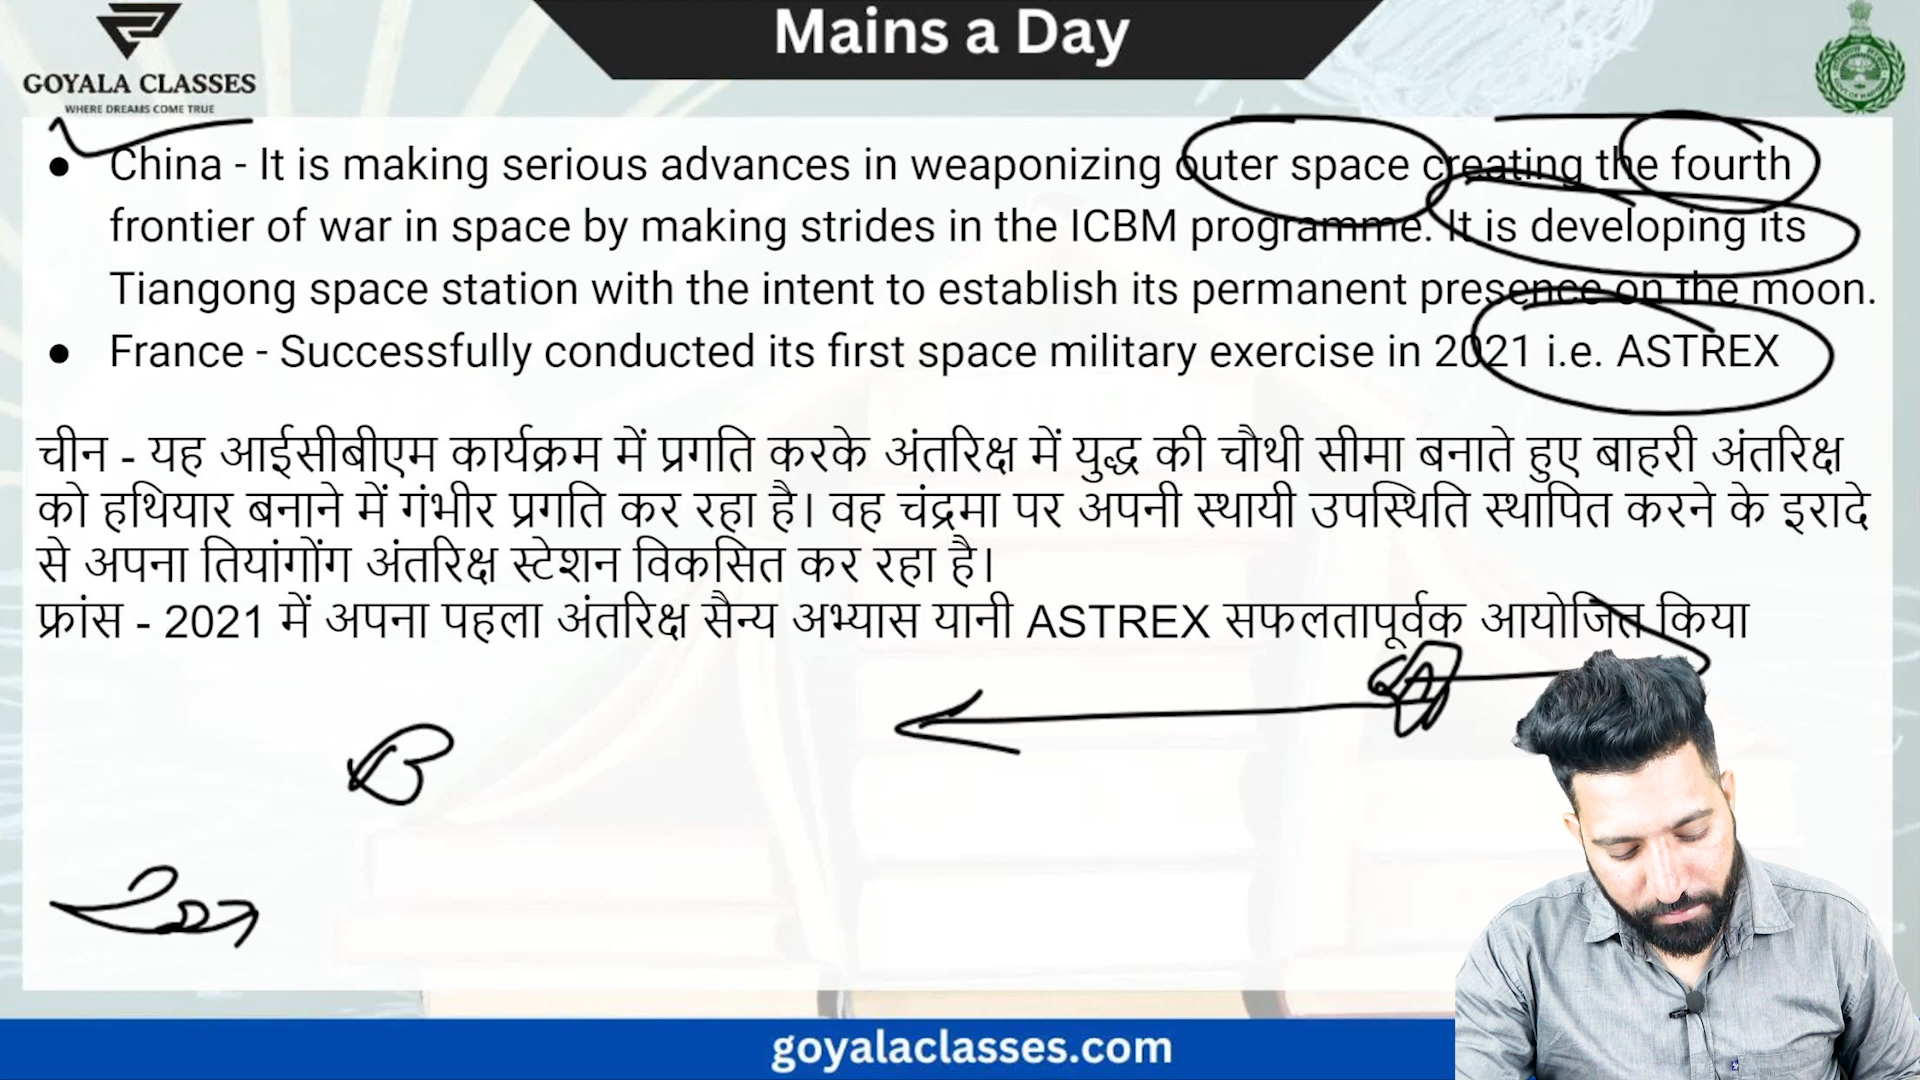 Mains a Day
GOYALA CLASSES
WHERE DREAMS COME TRUE
● China - It is making serious advances in weaponizing outer space creating the fourth
frontier of war in space by making strides in the ICBM programme. It is developing its
Tiangong space station with the intent to establish its permanent presence on the moon.
● France - Successfully conducted its first space military exercise in 2021 i.e. ASTREX
चीन - यह आईसीबीएम कार्यक्रम में प्रगति करके अंतरिक्ष में युद्ध की चौथी सीमा बनाते हुए बाहरी अंतरिक्ष
को हथियार बनाने में गंभीर प्रगति कर रहा है। वह चंद्रमा पर अपनी स्थायी उपस्थिति स्थापित करने के इरादे
से अपना तियांगोंग अंतरिक्ष स्टेशन विकसित कर रहा है।
फ्रांस - 2021 में अपना पहला अंतरिक्ष सैन्य अभ्यास यानी ASTREX सफलतापूर्वक आयोजित किया
goyalaclasses.com